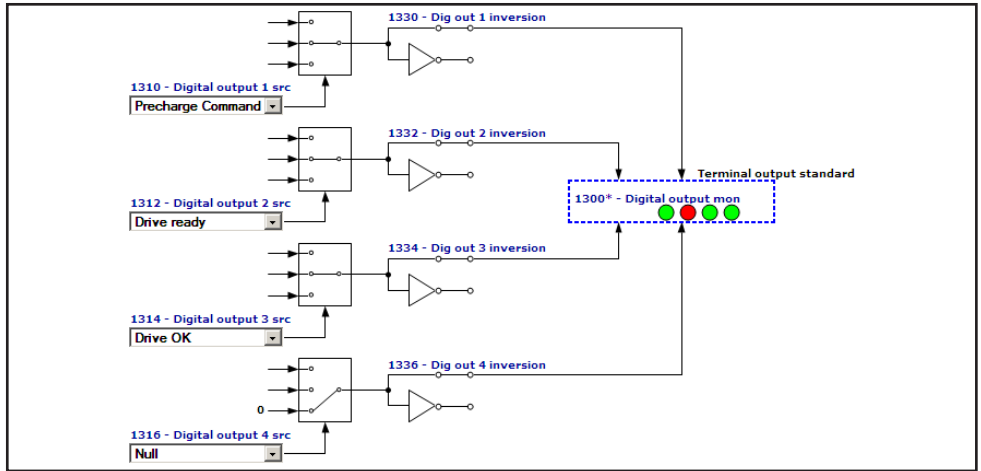 1330 - Dig out 1 inversion
1310 - Digital output 1 src
Precharge Command
1332 - Dig out 2 inversion
Terminal output standard
1300* - Digital output mon
1312 - Digital output 2 src
Drive ready
1334 - Dig out 3 inversion
1314 - Digital output 3 src
Drive OK
1336 - Dig out 4 inversion
0
1316 - Digital output 4 src
Null